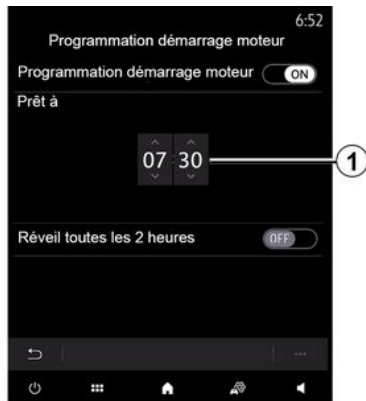 6:52
Programmation démarrage moteur
Programmation démarrage moteur ON
Prêt à
07 30
1
Réveil toutes les 2 heures OFF